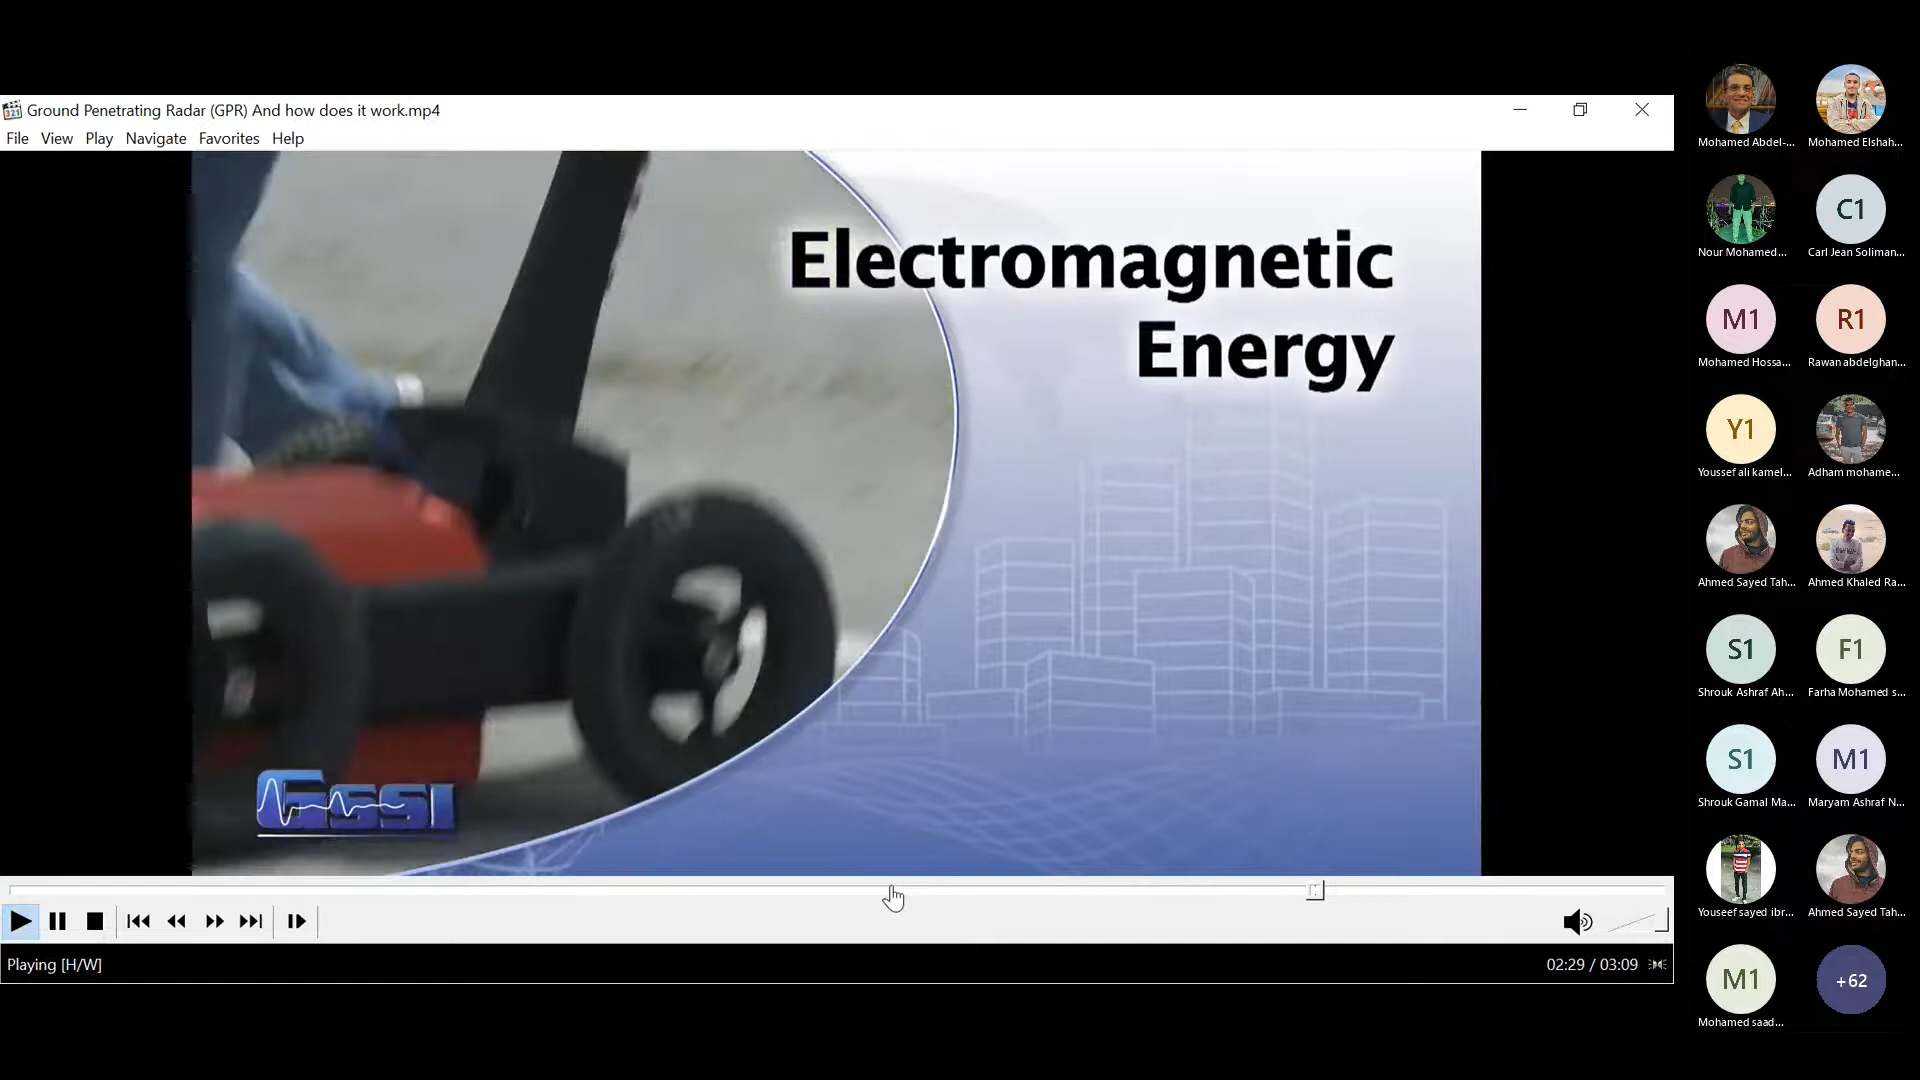 Ground Penetrating Radar (GPR) And how does it work.mp4
File View Play Navigate Favorites Help
Electromagnetic
Energy
GSSI
Playing [H/W]
02:29 / 03:09
Mohamed Abdel-...
Mohamed Elshah...
Nour Mohamed...
C1
Carl Jean Soliman...
M1
Mohamed Hossa...
R1
Rawan abdelghan...
Y1
Youssef ali kamel...
Adham mohame...
Ahmed Sayed Tah...
Ahmed Khaled Ra...
S1
Shrouk Ashraf Ah...
F1
Farha Mohamed s...
S1
Shrouk Gamal Ma...
M1
Maryam Ashraf N...
Youseef sayed ibr...
Ahmed Sayed Tah...
M1
Mohamed saad...
+62